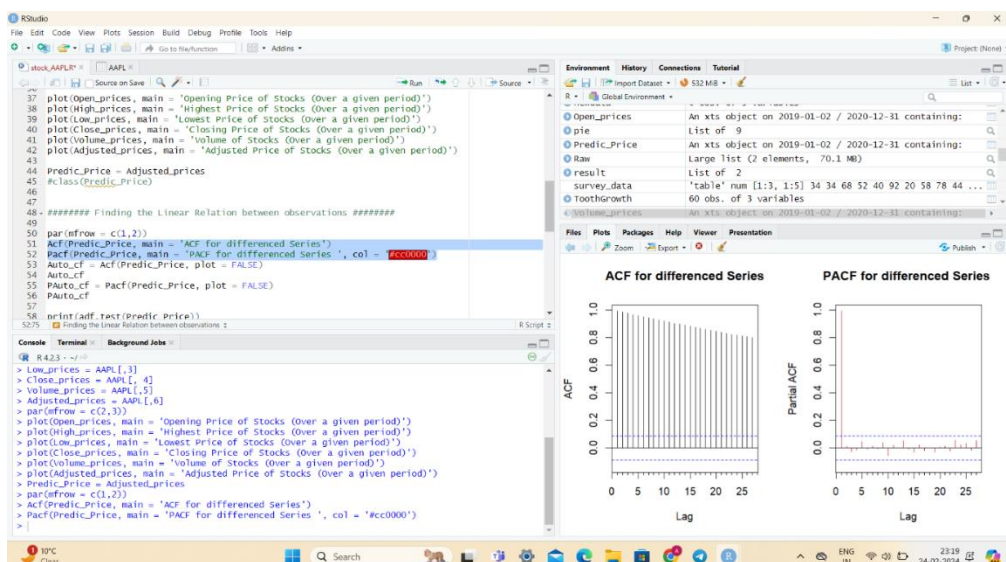 RStudio
File Edit Code View Plots Session Build Debug Profile Tools Help
Go to file/function Addins
Project: (None)
stock_AAPL.R* AAPL
Source on Save Run Source
37 plot(Open_prices, main = 'Opening Price of Stocks (Over a given period)')
38 plot(High_prices, main = 'Highest Price of Stocks (Over a given period)')
39 plot(Low_prices, main = 'Lowest Price of Stocks (Over a given period)')
40 plot(Close_prices, main = 'Closing Price of Stocks (Over a given period)')
41 plot(Volume_prices, main = 'Volume of Stocks (Over a given period)')
42 plot(Adjusted_prices, main = 'Adjusted Price of Stocks (Over a given period)')
43
44 Predic_Price = Adjusted_prices
45 #class(Predic_Price)
46
47
48 ######## Finding the Linear Relation between observations ########
49
50 par(mfrow = c(1,2))
51 Acf(Predic_Price, main = 'ACF for differenced Series')
52 Pacf(Predic_Price, main = 'PACF for differenced Series ', col = '#cc0000')
53 Auto_cf = Acf(Predic_Price, plot = FALSE)
54 Auto_cf
55 PAuto_cf = Pacf(Predic_Price, plot = FALSE)
56 PAuto_cf
57
58 print(adf.test(Predic_Price))
52:75 Finding the Linear Relation between observations R Script
Console Terminal Background Jobs
R 4.2.3 · ~/
> Low_prices = AAPL[,3]
> Close_prices = AAPL[, 4]
> Volume_prices = AAPL[,5]
> Adjusted_prices = AAPL[,6]
> par(mfrow = c(2,3))
> plot(Open_prices, main = 'Opening Price of Stocks (Over a given period)')
> plot(High_prices, main = 'Highest Price of Stocks (Over a given period)')
> plot(Low_prices, main = 'Lowest Price of Stocks (Over a given period)')
> plot(Close_prices, main = 'Closing Price of Stocks (Over a given period)')
> plot(Volume_prices, main = 'Volume of Stocks (Over a given period)')
> plot(Adjusted_prices, main = 'Adjusted Price of Stocks (Over a given period)')
> Predic_Price = Adjusted_prices
> par(mfrow = c(1,2))
> Acf(Predic_Price, main = 'ACF for differenced Series')
> Pacf(Predic_Price, main = 'PACF for differenced Series ', col = '#cc0000')
>
Environment History Connections Tutorial
Import Dataset 532 MiB List
R Global Environment
Open_prices An xts object on 2019-01-02 / 2020-12-31 containing:
pie List of 9
Predic_Price An xts object on 2019-01-02 / 2020-12-31 containing:
Raw Large list (2 elements, 70.1 MB)
result List of 2
survey_data 'table' num [1:3, 1:5] 34 34 68 52 40 92 20 58 78 44 ...
ToothGrowth 60 obs. of 3 variables
Volume_prices An xts object on 2019-01-02 / 2020-12-31 containing:
Files Plots Packages Help Viewer Presentation
Zoom Export Publish
ACF for differenced Series
ACF
0.0 0.2 0.4 0.6 0.8 1.0
0 5 10 15 20 25
Lag
PACF for differenced Series
Partial ACF
0.0 0.2 0.4 0.6 0.8 1.0
0 5 10 15 20 25
Lag
10°C
Clear
Search
ENG
IN
23:19
24-02-2024